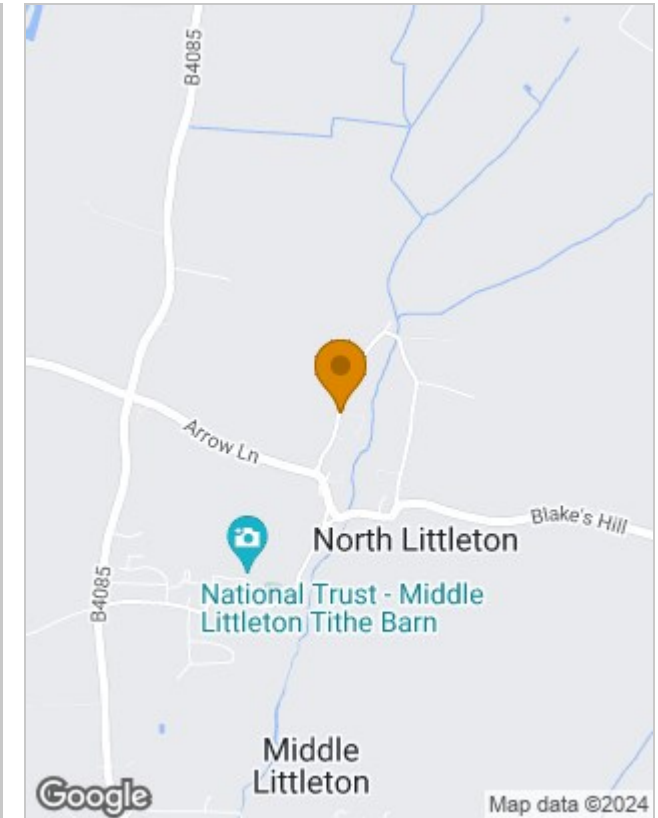 B4085
Arrow Ln
Blake's Hill
North Littleton
National Trust - Middle
Littleton Tithe Barn
B4085
Middle
Littleton
Google
Map data ©2024